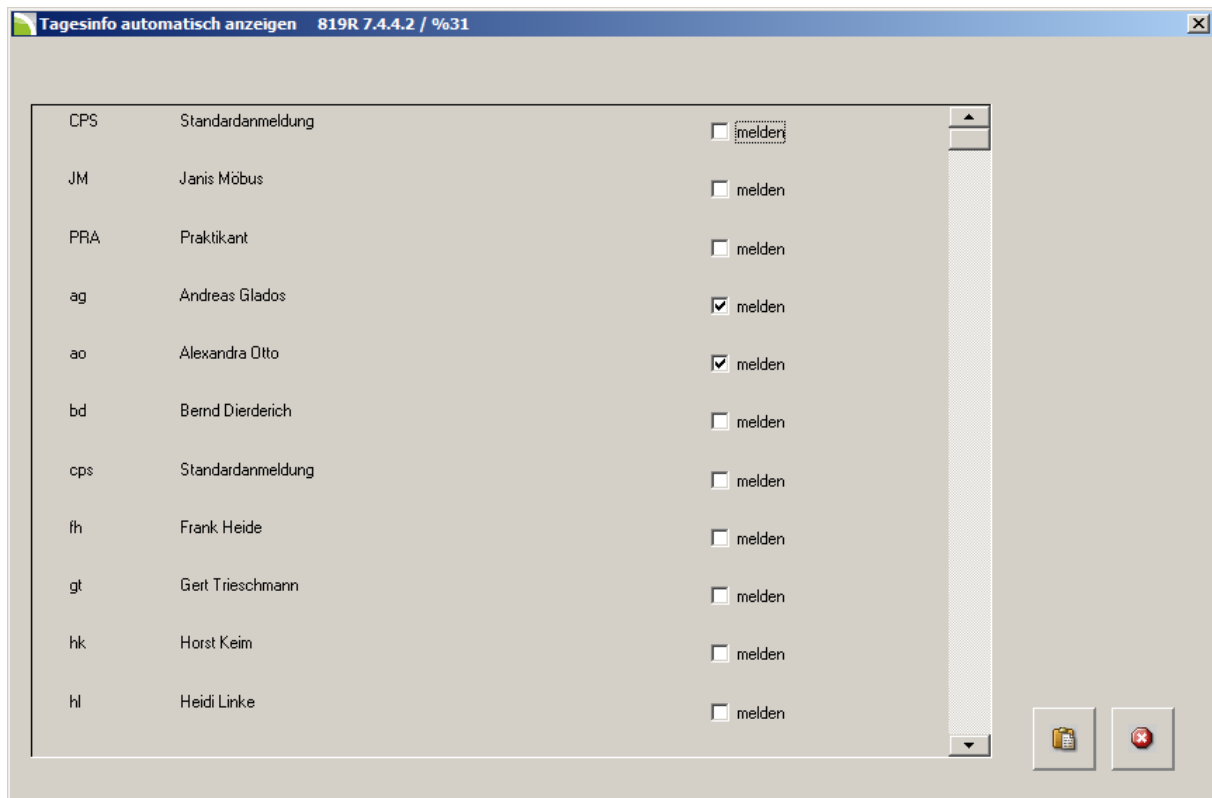 Tagesinfo automatisch anzeigen 819R 7.4.4.2 / %31
CPS Standardanmeldung melden
JM Janis Möbus melden
PRA Praktikant melden
ag Andreas Glados melden
ao Alexandra Otto melden
bd Bernd Dierderich melden
cps Standardanmeldung melden
fh Frank Heide melden
gt Gert Trieschmann melden
hk Horst Keim melden
hl Heidi Linke melden